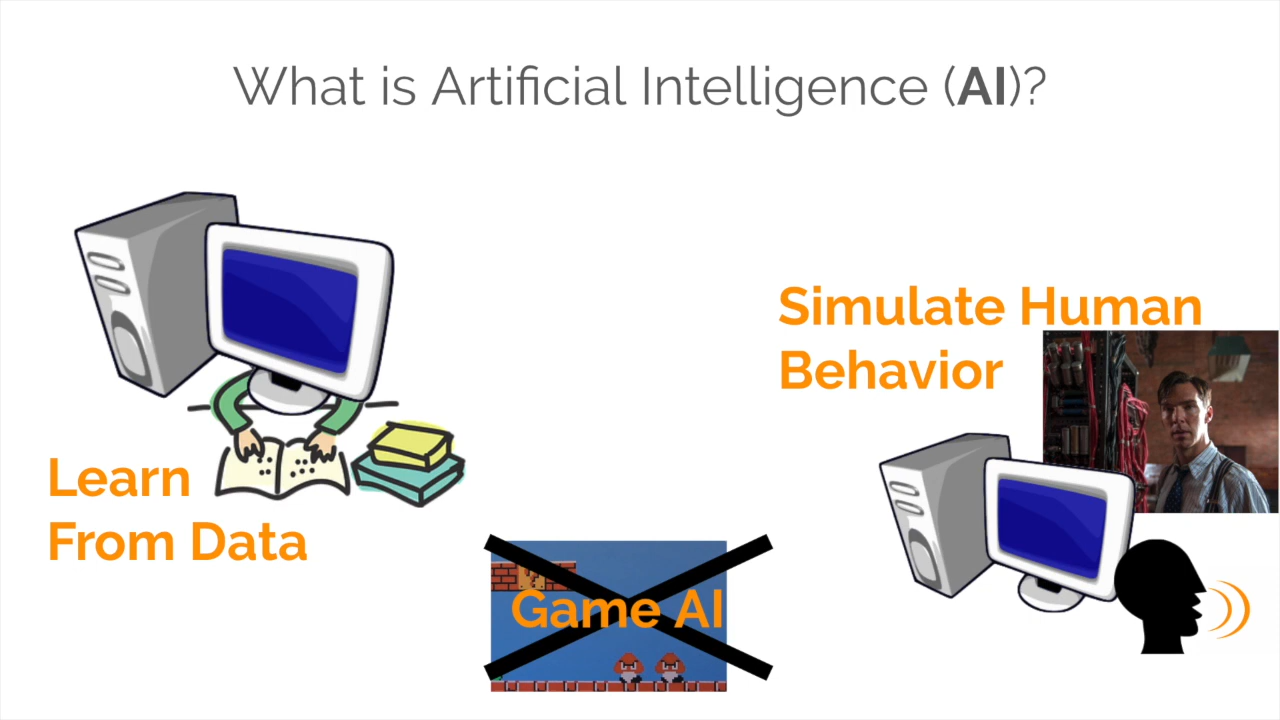 What is Artificial Intelligence (AI)?
Simulate Human
Behavior
Learn
From Data
Game AI